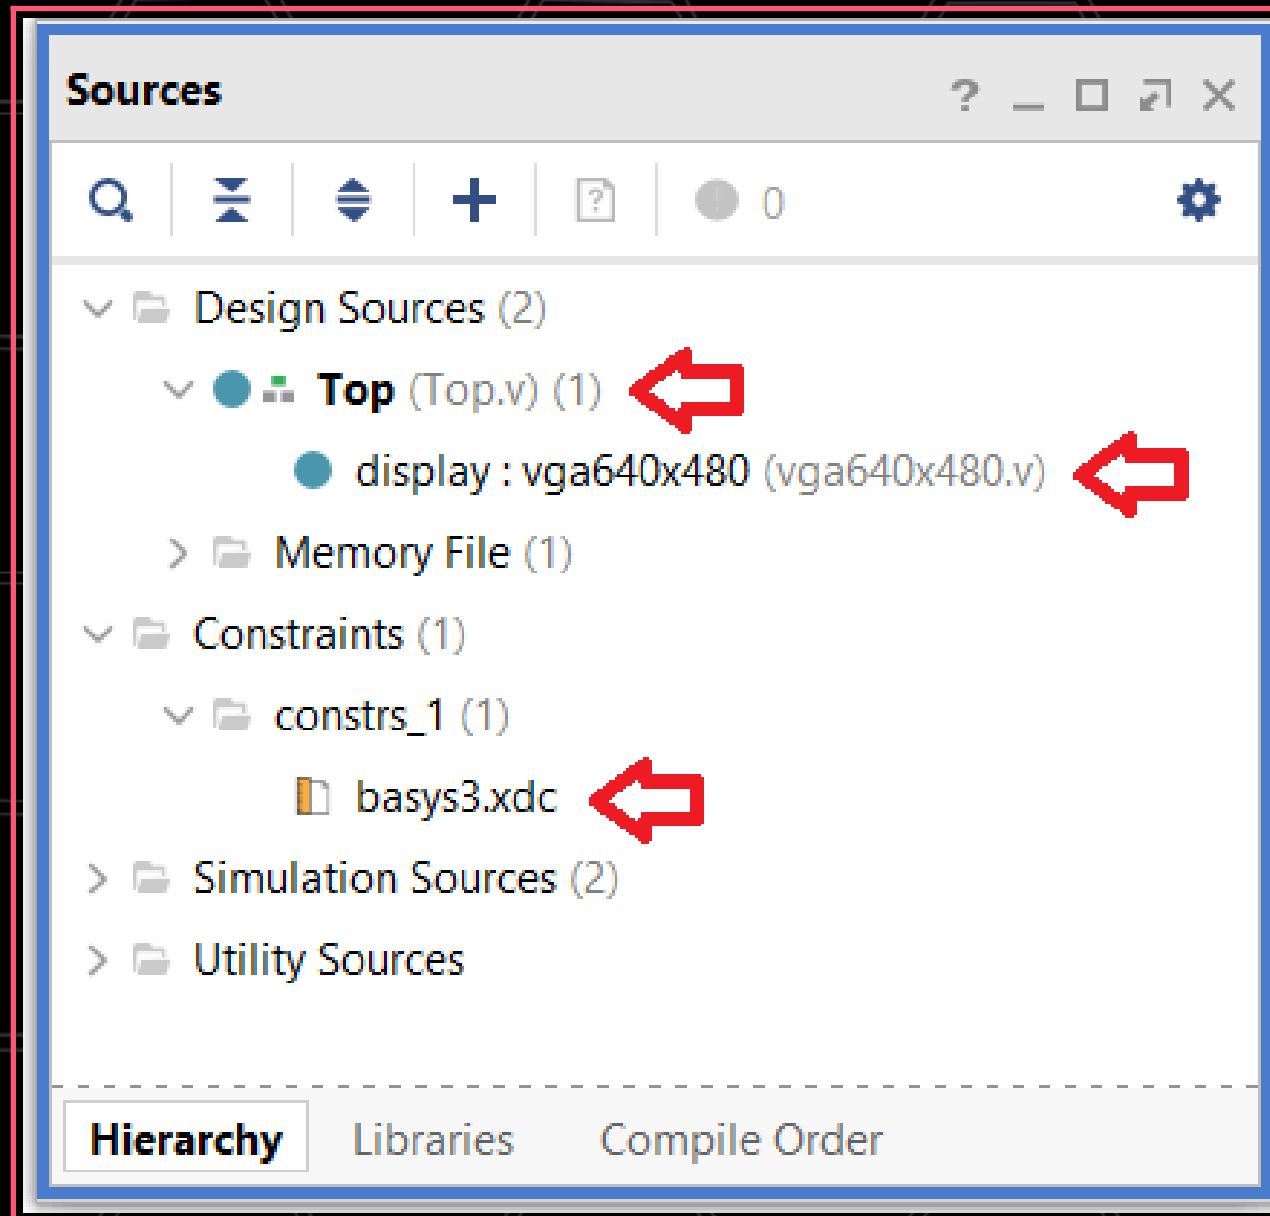 Sources
0
Design Sources (2)
Top (Top.v) (1)
display : vga640x480 (vga640x480.v)
Memory File (1)
Constraints (1)
constrs_1 (1)
basys3.xdc
Simulation Sources (2)
Utility Sources
Hierarchy Libraries Compile Order